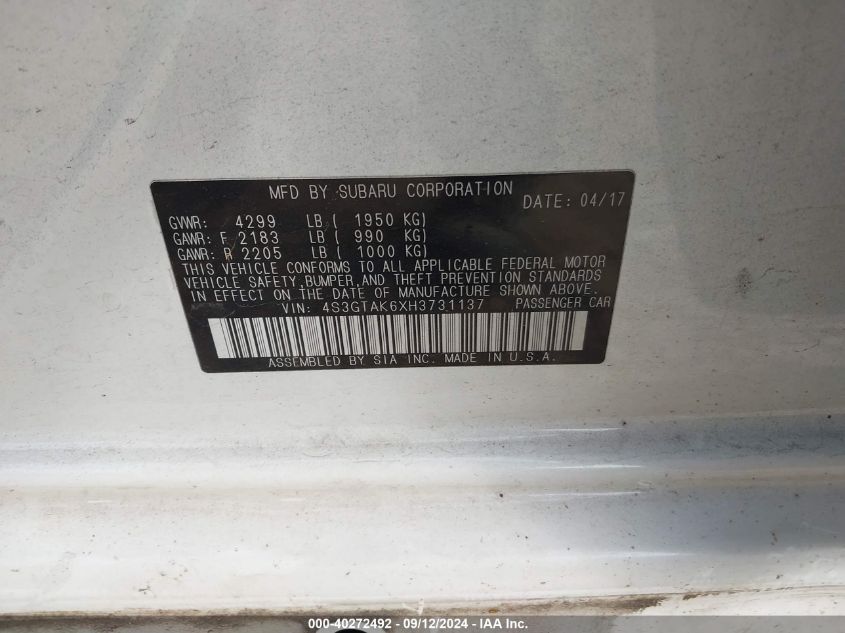 MFD BY SUBARU CORPORATION DATE: 04/17
GVWR: 4299 LB ( 1950 KG)
GAWR: F 2183 LB ( 990 KG)
GAWR: R 2205 LB ( 1000 KG)
THIS VEHICLE CONFORMS TO ALL APPLICABLE FEDERAL MOTOR
VEHICLE SAFETY,BUMPER,AND THEFT PREVENTION STANDARDS
IN EFFECT ON THE DATE OF MANUFACTURE SHOWN ABOVE.
VIN: 4S3GTAK6XH3731137 PASSENGER CAR
ASSEMBLED BY SIA INC. MADE IN U.S.A.
000-40272492 - 09/12/2024 - IAAI.com